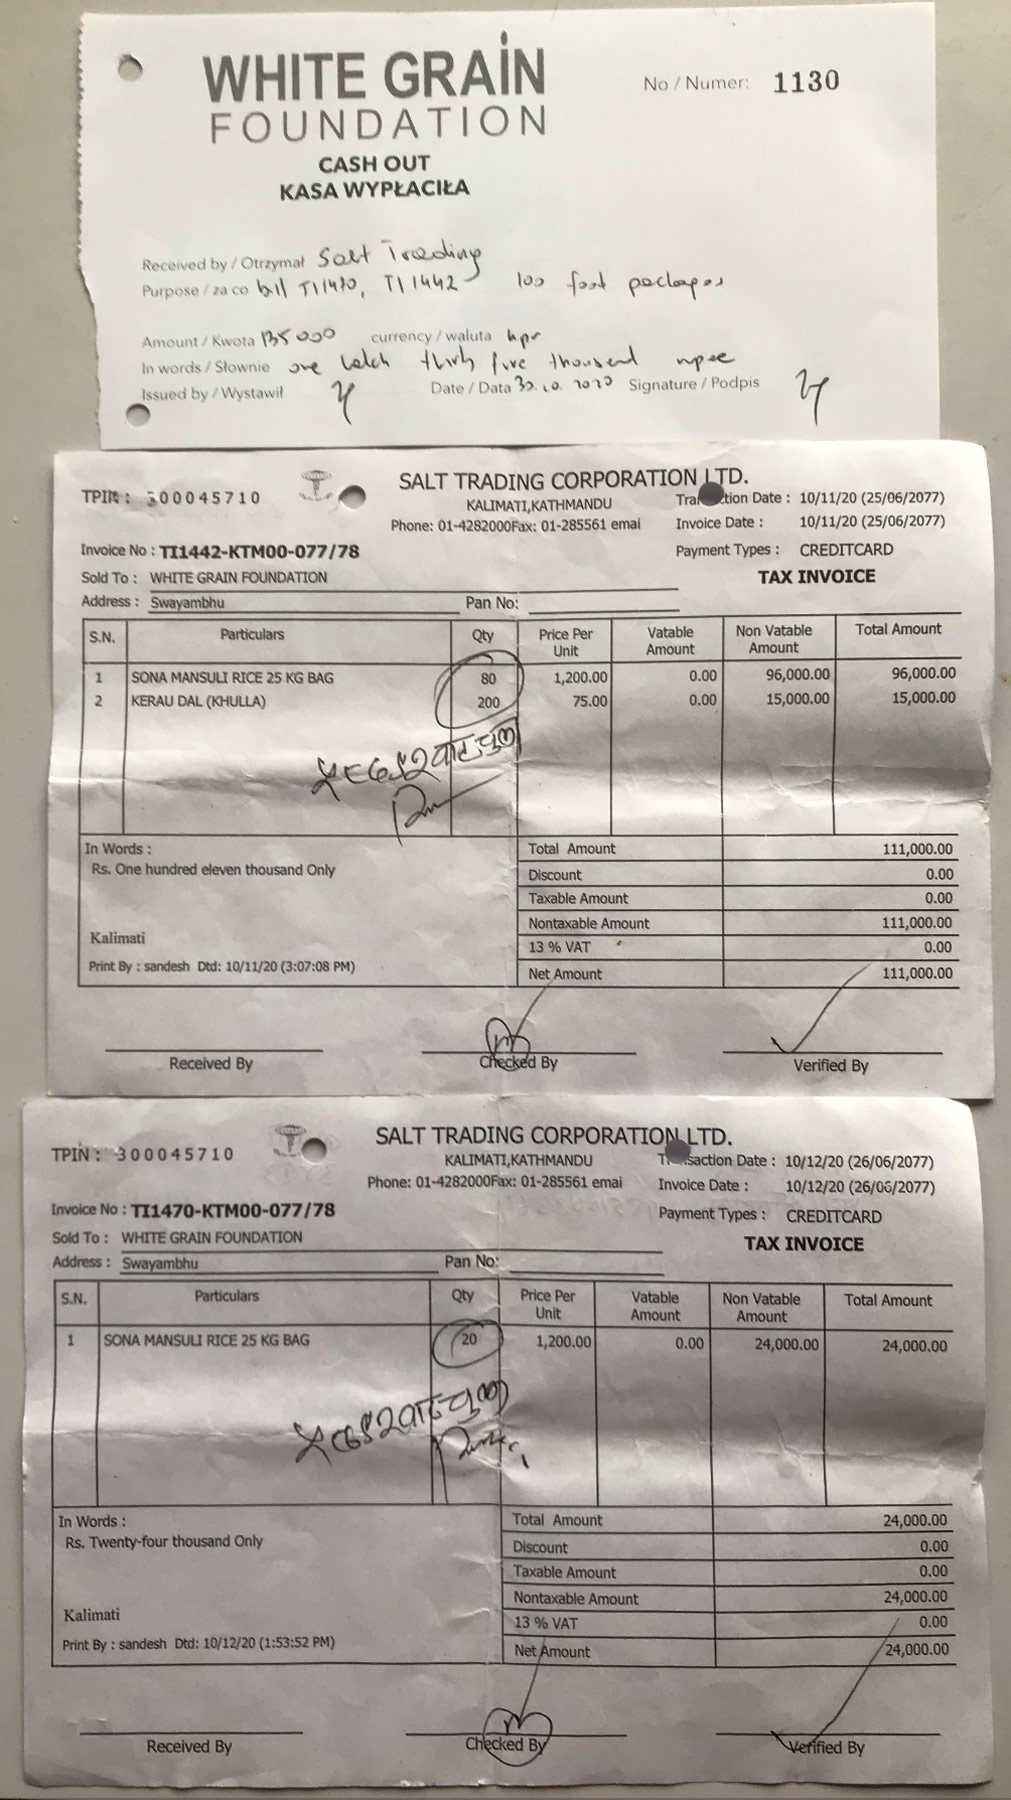 WHITE GRAIN
FOUNDATION
No / Numer: 1130
CASH OUT
KASA WYPŁACIŁA
Received by / Otrzymał Salt Trading
Purpose / za co bill TI1470, TI1442 100 food packages
Amount / Kwota 135 000 currency / waluta npr
In words / Słownie one lakh thirty five thousand
Issued by / Wystawił Date / Data 30.10.2020 Signature / Podpis
SALT TRADING CORPORATION LTD.
TPIN : 300045710
KALIMATI,KATHMANDU
Transaction Date : 10/11/20 (25/06/2077)
Phone: 01-4282000Fax: 01-285561 emai
Invoice Date : 10/11/20 (25/06/2077)
Invoice No : TI1442-KTM00-077/78
Payment Types : CREDITCARD
Sold To : WHITE GRAIN FOUNDATION
TAX INVOICE
Address : Swayambhu Pan No:
S.N. Particulars Qty Price Per Unit Vatable Amount Non Vatable Amount Total Amount
1 SONA MANSULI RICE 25 KG BAG 80 1,200.00 0.00 96,000.00 96,000.00
2 KERAU DAL (KHULLA) 200 75.00 0.00 15,000.00 15,000.00
In Words :
Rs. One hundred eleven thousand Only
Total Amount 111,000.00
Discount 0.00
Taxable Amount 0.00
Nontaxable Amount 111,000.00
Kalimati
13 % VAT 0.00
Print By : sandesh Dtd: 10/11/20 (3:07:08 PM)
Net Amount 111,000.00
Received By Checked By Verified By
SALT TRADING CORPORATION LTD.
TPIN : 300045710
KALIMATI,KATHMANDU
Transaction Date : 10/12/20 (26/06/2077)
Phone: 01-4282000Fax: 01-285561 emai
Invoice Date : 10/12/20 (26/06/2077)
Invoice No : TI1470-KTM00-077/78
Payment Types : CREDITCARD
Sold To : WHITE GRAIN FOUNDATION
TAX INVOICE
Address : Swayambhu Pan No:
S.N. Particulars Qty Price Per Unit Vatable Amount Non Vatable Amount Total Amount
1 SONA MANSULI RICE 25 KG BAG 20 1,200.00 0.00 24,000.00 24,000.00
In Words :
Rs. Twenty-four thousand Only
Total Amount 24,000.00
Discount 0.00
Taxable Amount 0.00
Nontaxable Amount 24,000.00
Kalimati
13 % VAT 0.00
Print By : sandesh Dtd: 10/12/20 (1:53:52 PM)
Net Amount 24,000.00
Received By Checked By Verified By